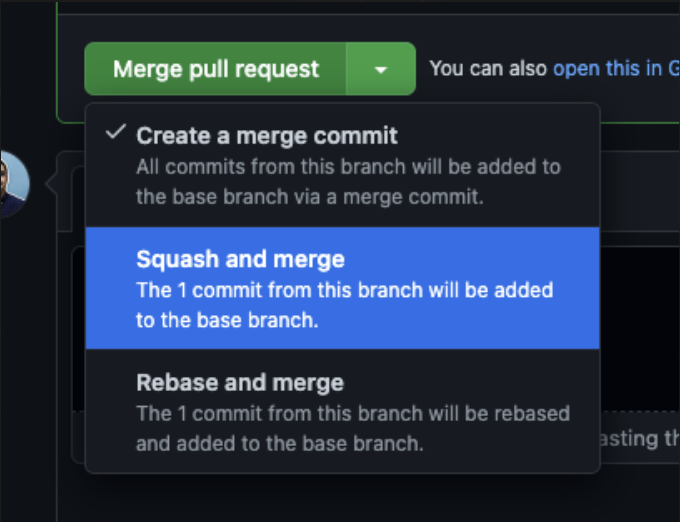 Merge pull request
You can also open this in G
Create a merge commit
All commits from this branch will be added to
the base branch via a merge commit.
Squash and merge
The 1 commit from this branch will be added
to the base branch.
Rebase and merge
The 1 commit from this branch will be rebased
and added to the base branch.
asting th